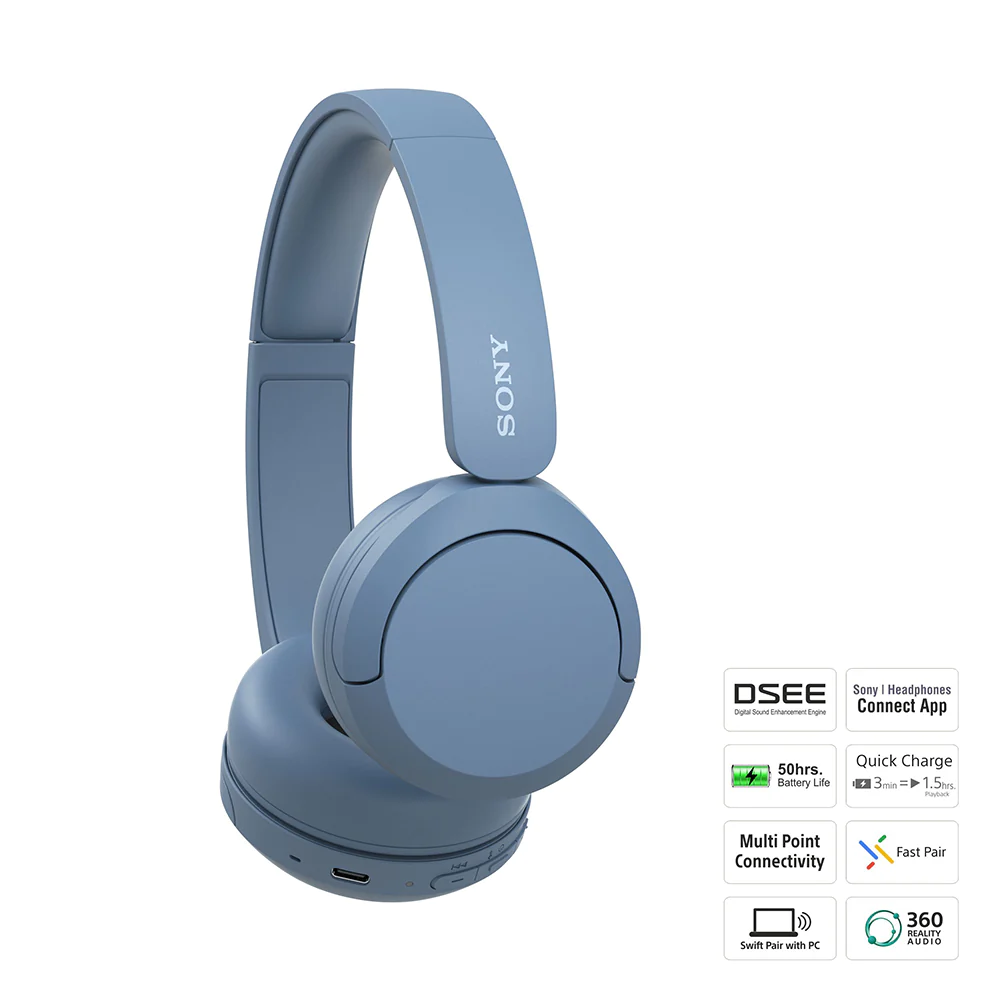 SONY
DSEE
Digital Sound Enhancement Engine
Sony | Headphones
Connect App
50hrs.
Battery Life
Quick Charge
3min = 1.5hrs.
Playback
Multi Point
Connectivity
Fast Pair
Swift Pair with PC
360
REALITY
AUDIO